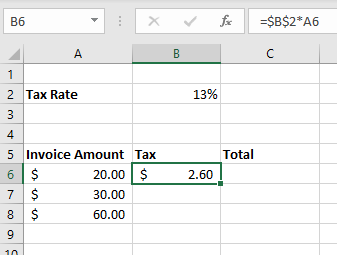 B6 fx =$B$2*A6
A B C
1
2 Tax Rate 13%
3
4
5 Invoice Amount Tax Total
6 $ 20.00 $ 2.60
7 $ 30.00
8 $ 60.00
9
10